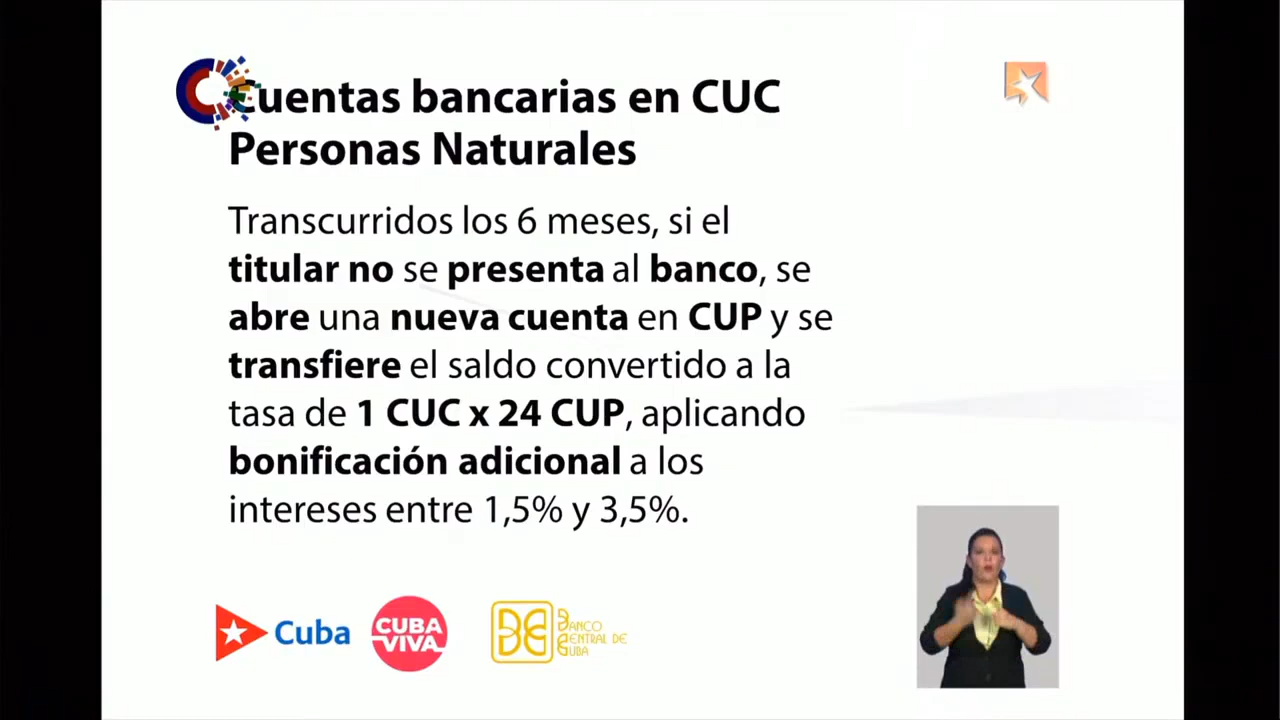 Cuentas bancarias en CUC
Personas Naturales
Transcurridos los 6 meses, si el
titular no se presenta al banco, se
abre una nueva cuenta en CUP y se
transfiere el saldo convertido a la
tasa de 1 CUC x 24 CUP, aplicando
bonificación adicional a los
intereses entre 1,5% y 3,5%.
Cuba
CUBA
VIVA
BANCO
CENTRAL DE
CUBA